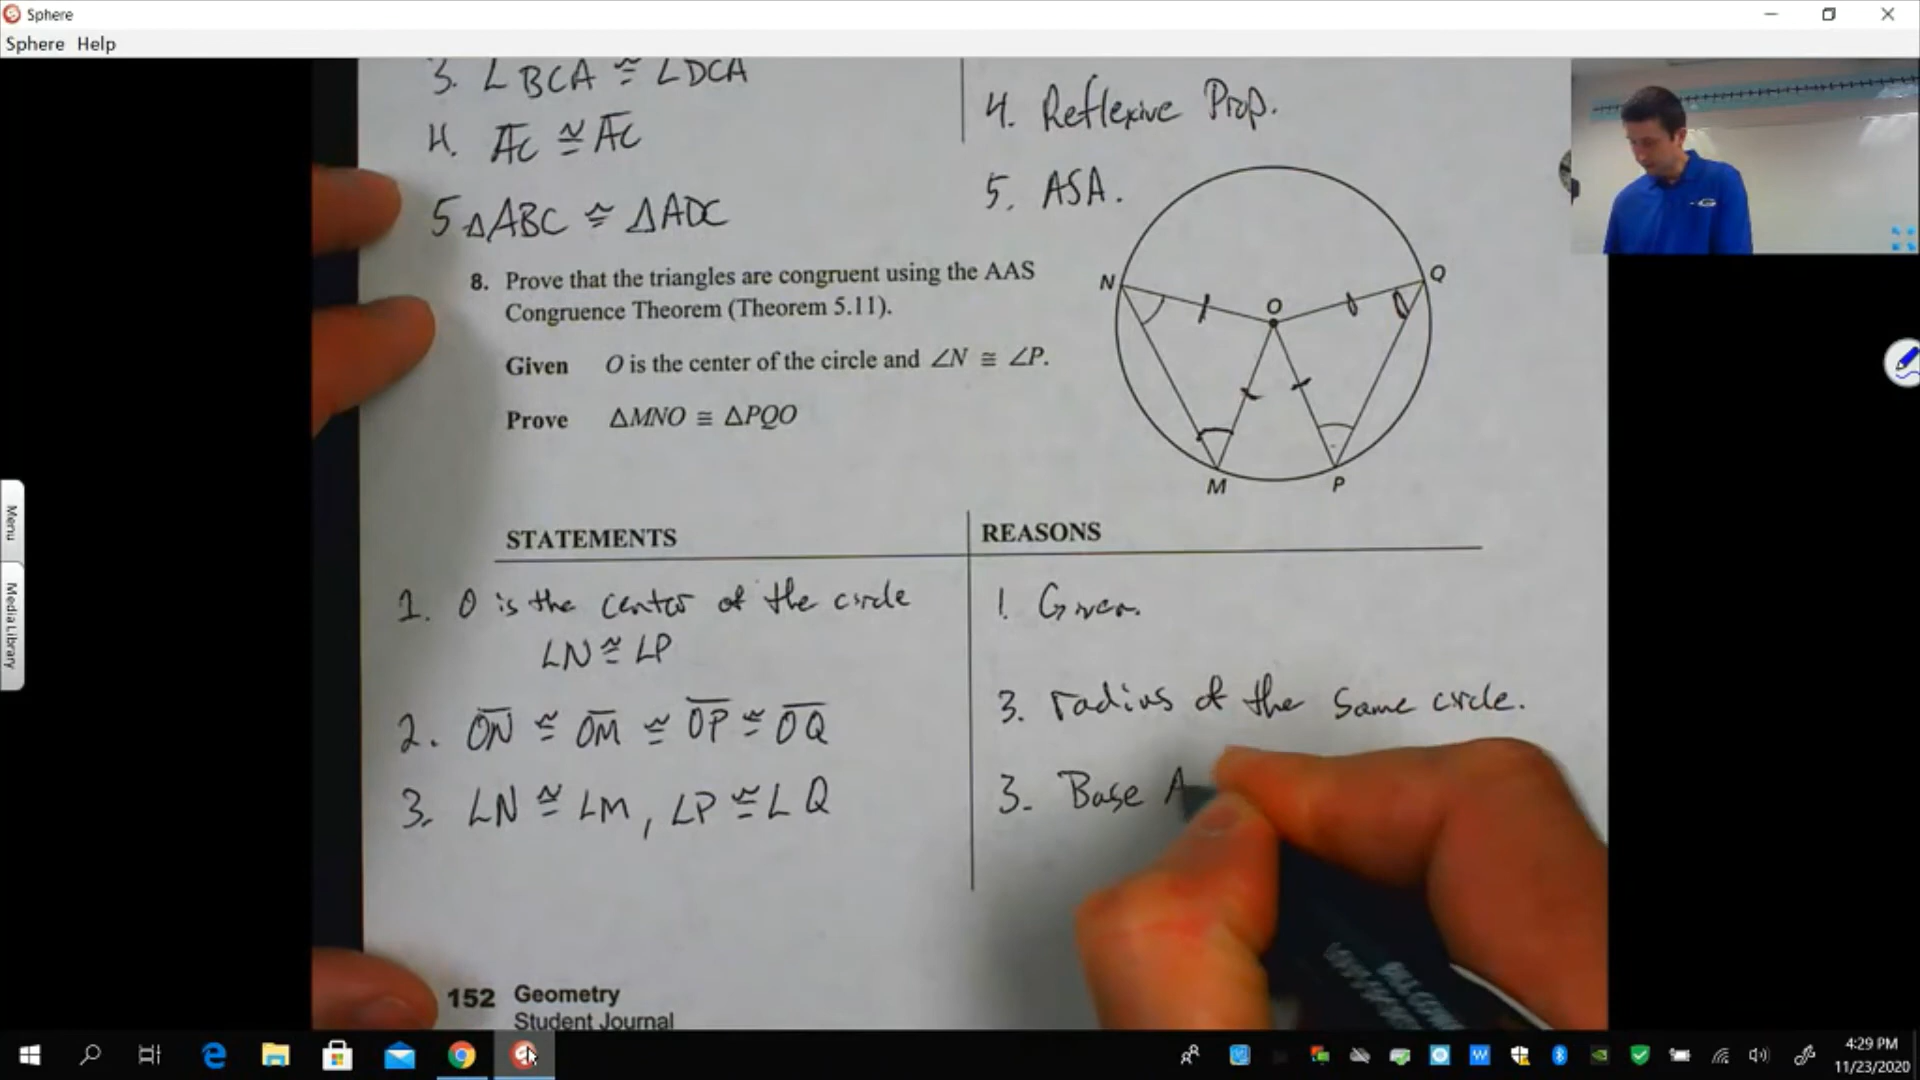 Sphere
Sphere Help
3. ∠BCA ≅ ∠DCA
4. Reflexive Prop.
4. AC ≅ AC
5. ASA.
5 △ABC ≅ △ADC
8. Prove that the triangles are congruent using the AAS
Congruence Theorem (Theorem 5.11).
Given O is the center of the circle and ∠N ≅ ∠P.
Prove △MNO ≅ △PQO
N
O
Q
M
P
STATEMENTS
REASONS
1. O is the center of the circle
∠N ≅ ∠P
1. Given.
2. ON ≅ OM ≅ OP ≅ OQ
3. radius of the same circle.
3. ∠N ≅ ∠M, ∠P ≅ ∠Q
3. Base A
152 Geometry
Student Journal
Menu
Media Library
4:29 PM
11/23/2020